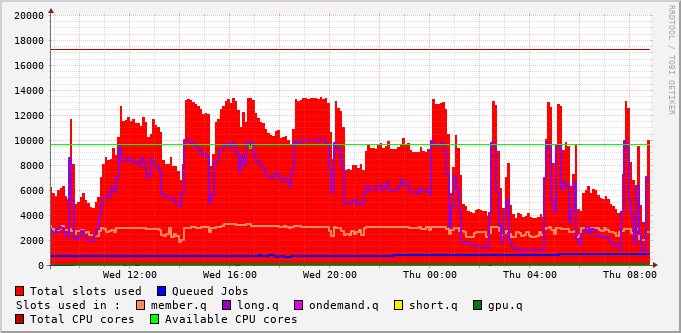 RRDTOOL / TOBI OETIKER
20000
18000
16000
14000
12000
10000
8000
6000
4000
2000
0
Wed 12:00 Wed 16:00 Wed 20:00 Thu 00:00 Thu 04:00 Thu 08:00
Total slots used Queued Jobs
Slots used in : member.q long.q ondemand.q short.q gpu.q
Total CPU cores Available CPU cores